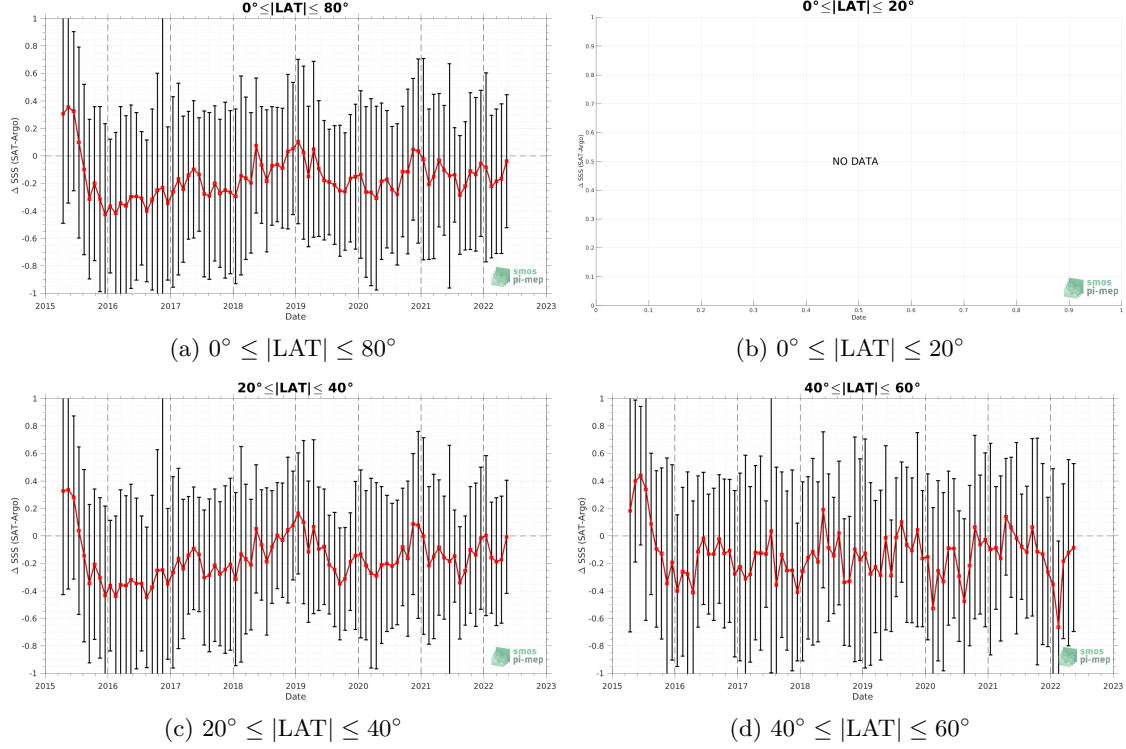 0°≤|LAT|≤ 80°
1
0.8
0.6
0.4
0.2
0
-0.2
-0.4
-0.6
-0.8
-1
Δ SSS (SAT-Argo)
2015 2016 2017 2018 2019 2020 2021 2022 2023
Date
smos
pi-mep
(a) 0° ≤ |LAT| ≤ 80°
0°≤|LAT|≤ 20°
1
0.9
0.8
0.7
0.6
0.5
0.4
0.3
0.2
0.1
0
Δ SSS (SAT-Argo)
NO DATA
0 0.1 0.2 0.3 0.4 0.5 0.6 0.7 0.8 0.9 1
Date
smos
pi-mep
(b) 0° ≤ |LAT| ≤ 20°
20°≤|LAT|≤ 40°
1
0.8
0.6
0.4
0.2
0
-0.2
-0.4
-0.6
-0.8
-1
Δ SSS (SAT-Argo)
2015 2016 2017 2018 2019 2020 2021 2022 2023
Date
smos
pi-mep
(c) 20° ≤ |LAT| ≤ 40°
40°≤|LAT|≤ 60°
1
0.8
0.6
0.4
0.2
0
-0.2
-0.4
-0.6
-0.8
-1
Δ SSS (SAT-Argo)
2015 2016 2017 2018 2019 2020 2021 2022 2023
Date
smos
pi-mep
(d) 40° ≤ |LAT| ≤ 60°